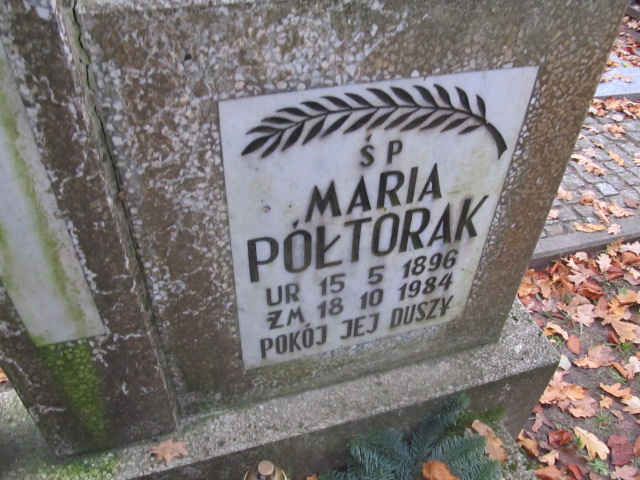 ŚP
MARIA
PÓŁTORAK
UR 15 5 1896
ZM 18 10 1984
POKÓJ JEJ DUSZY